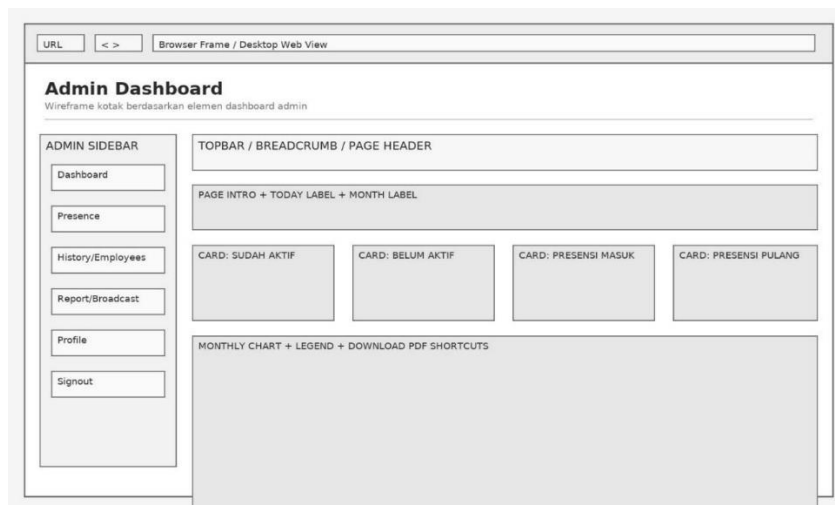 URL
< >
Browser Frame / Desktop Web View
Admin Dashboard
Wireframe kotak berdasarkan elemen dashboard admin
ADMIN SIDEBAR
Dashboard
Presence
History/Employees
Report/Broadcast
Profile
Signout
TOPBAR / BREADCRUMB / PAGE HEADER
PAGE INTRO + TODAY LABEL + MONTH LABEL
CARD: SUDAH AKTIF
CARD: BELUM AKTIF
CARD: PRESENSI MASUK
CARD: PRESENSI PULANG
MONTHLY CHART + LEGEND + DOWNLOAD PDF SHORTCUTS